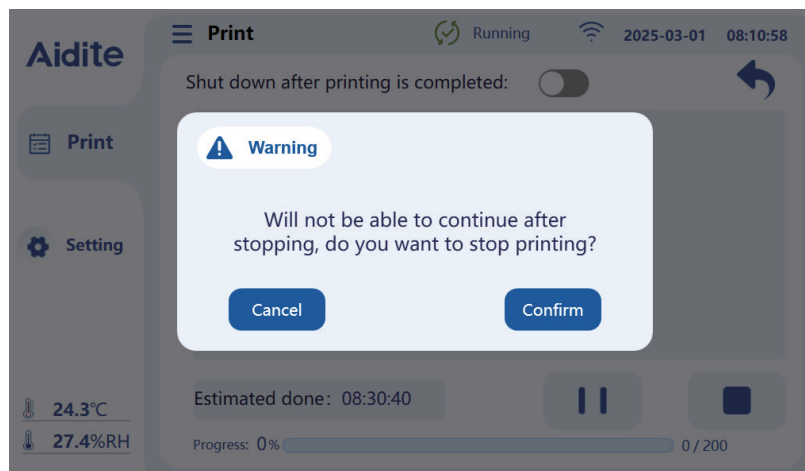 Aidite
Print
Running
2025-03-01 08:10:58
Shut down after printing is completed:
Print
Setting
Warning
Will not be able to continue after
stopping, do you want to stop printing?
Cancel
Confirm
Estimated done: 08:30:40
24.3°C
27.4%RH
Progress: 0%
0 / 200